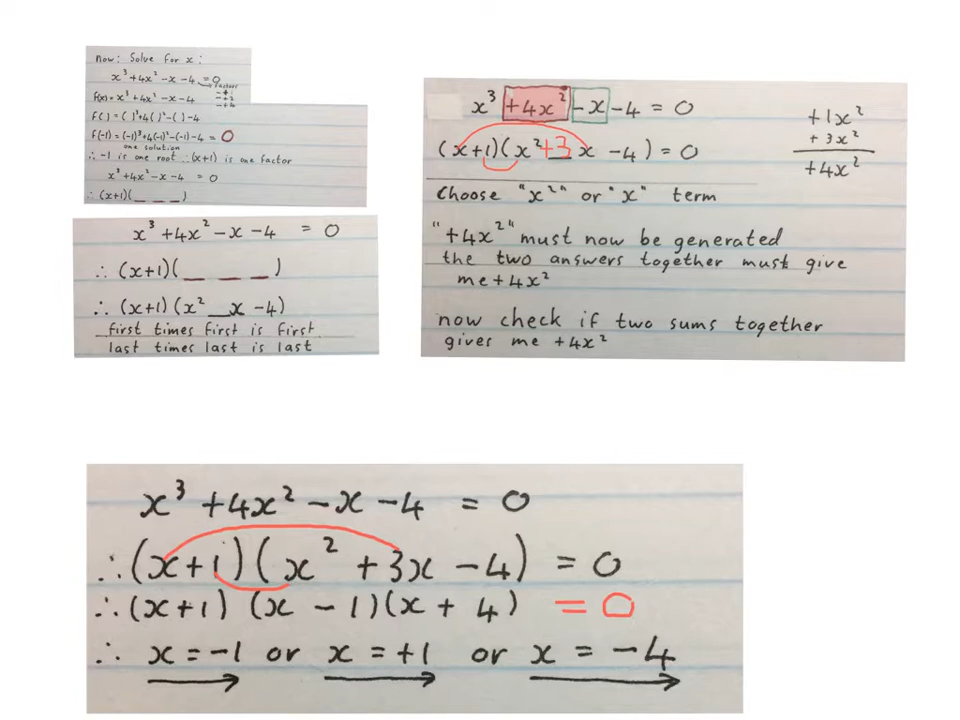 now: Solve for x:
x³ + 4x² - x - 4 = 0
factors
f(x) = x³ + 4x² - x - 4
f( ) = ( )³ + 4( )² - ( ) - 4
f(-1) = (-1)³ + 4(-1)² - (-1) - 4 = 0
one solution
∴ -1 is one root ∴ (x+1) is one factor
x³ + 4x² - x - 4 = 0
∴ (x+1)(_ _ _)
x³ + 4x² - x - 4 = 0
∴ (x+1)(_ _ _)
∴ (x+1)(x² _x - 4)
first times first is first
last times last is last
x³ +4x² -x -4 = 0
(x+1)(x² +3x - 4) = 0
+1x²
+3x²
+4x²
Choose "x²" or "x" term
"+4x²" must now be generated
the two answers together must give
me +4x²
now check if two sums together
gives me +4x²
x³ + 4x² - x - 4 = 0
∴ (x+1)(x² + 3x - 4) = 0
∴ (x+1)(x - 1)(x + 4) = 0
∴ x = -1 or x = +1 or x = -4